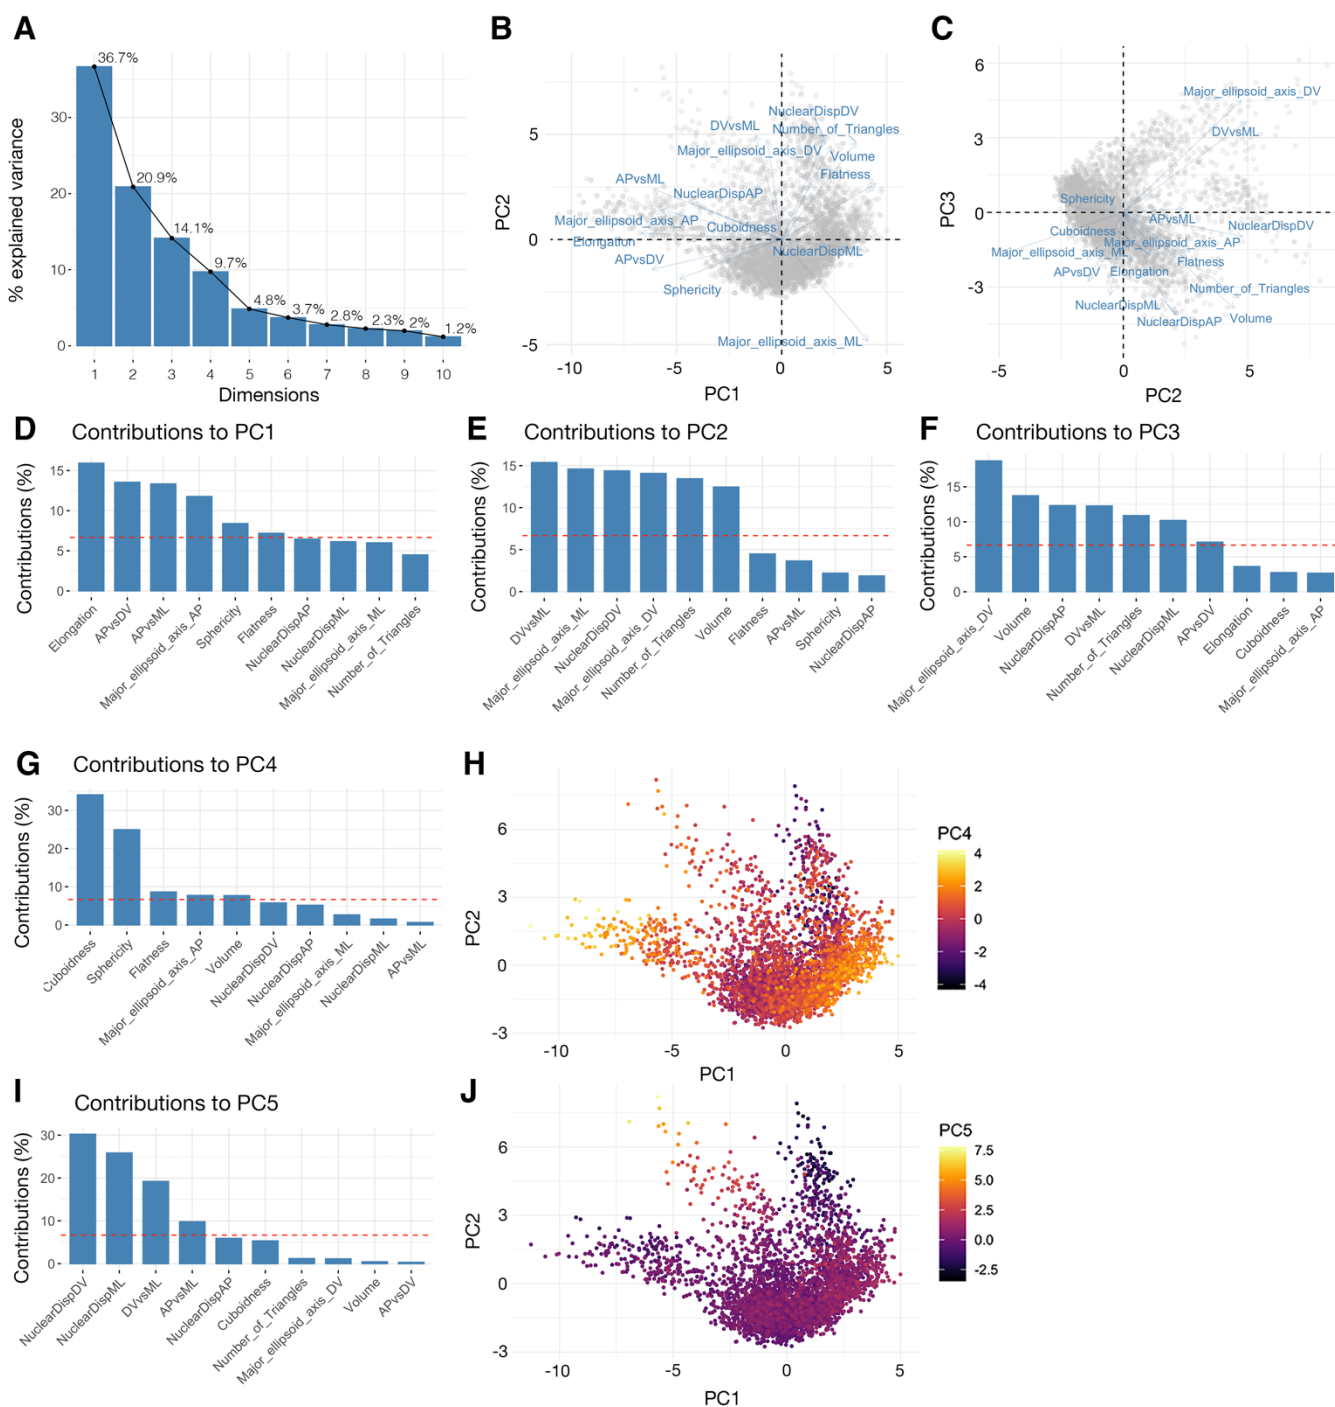 A
% explained variance
30-
20-
10-
0-
36.7%
20.9%
14.1%
9.7%
4.8%
3.7%
2.8%
2.3%
2%
1.2%
1 2 3 4 5 6 7 8 9 10
Dimensions
B
PC2
5
0
-5
NuclearDispDV
DVvsML
Number_of_Triangles
Major_ellipsoid_axis_DV
Volume
Flatness
APvsML
NuclearDispAP
Major_ellipsoid_axis_AP
Cuboidness
Elongation
NuclearDispML
APvsDV
Sphericity
Major_ellipsoid_axis_ML
-10 -5 0 5
PC1
C
PC3
6
3
0
-3
Major_ellipsoid_axis_DV
DVvsML
Sphericity
APvsML
NuclearDispDV
Cuboidness
Major_ellipsoid_axis_AP
Major_ellipsoid_axis_ML
Flatness
APvsDV
Elongation
Number_of_Triangles
NuclearDispML
Volume
NuclearDispAP
-5 0 5
PC2
D
Contributions to PC1
Contributions (%)
15-
10-
5-
0-
Elongation
APvsDV
APvsML
Major_ellipsoid_axis_AP
Sphericity
Flatness
NuclearDispAP
NuclearDispML
Major_ellipsoid_axis_ML
Number_of_Triangles
E
Contributions to PC2
Contributions (%)
15-
10-
5-
0-
DVvsML
Major_ellipsoid_axis_ML
NuclearDispDV
Major_ellipsoid_axis_DV
Number_of_Triangles
Volume
Flatness
APvsML
Sphericity
NuclearDispAP
F
Contributions to PC3
Contributions (%)
15-
10-
5-
0-
Major_ellipsoid_axis_DV
Volume
NuclearDispAP
DVvsML
Number_of_Triangles
NuclearDispML
APvsDV
Elongation
Cuboidness
Major_ellipsoid_axis_AP
G
Contributions to PC4
Contributions (%)
30-
20-
10-
0-
Cuboidness
Sphericity
Flatness
Major_ellipsoid_axis_AP
Volume
NuclearDispDV
NuclearDispAP
Major_ellipsoid_axis_ML
NuclearDispML
APvsML
H
PC2
6
3
0
-3
-10 -5 0 5
PC1
PC4
4
2
0
-2
-4
I
Contributions to PC5
Contributions (%)
30-
20-
10-
0-
NuclearDispDV
NuclearDispML
DVvsML
APvsML
NuclearDispAP
Cuboidness
Number_of_Triangles
Major_ellipsoid_axis_DV
Volume
APvsDV
J
PC2
6
3
0
-3
-10 -5 0 5
PC1
PC5
7.5
5.0
2.5
0.0
-2.5